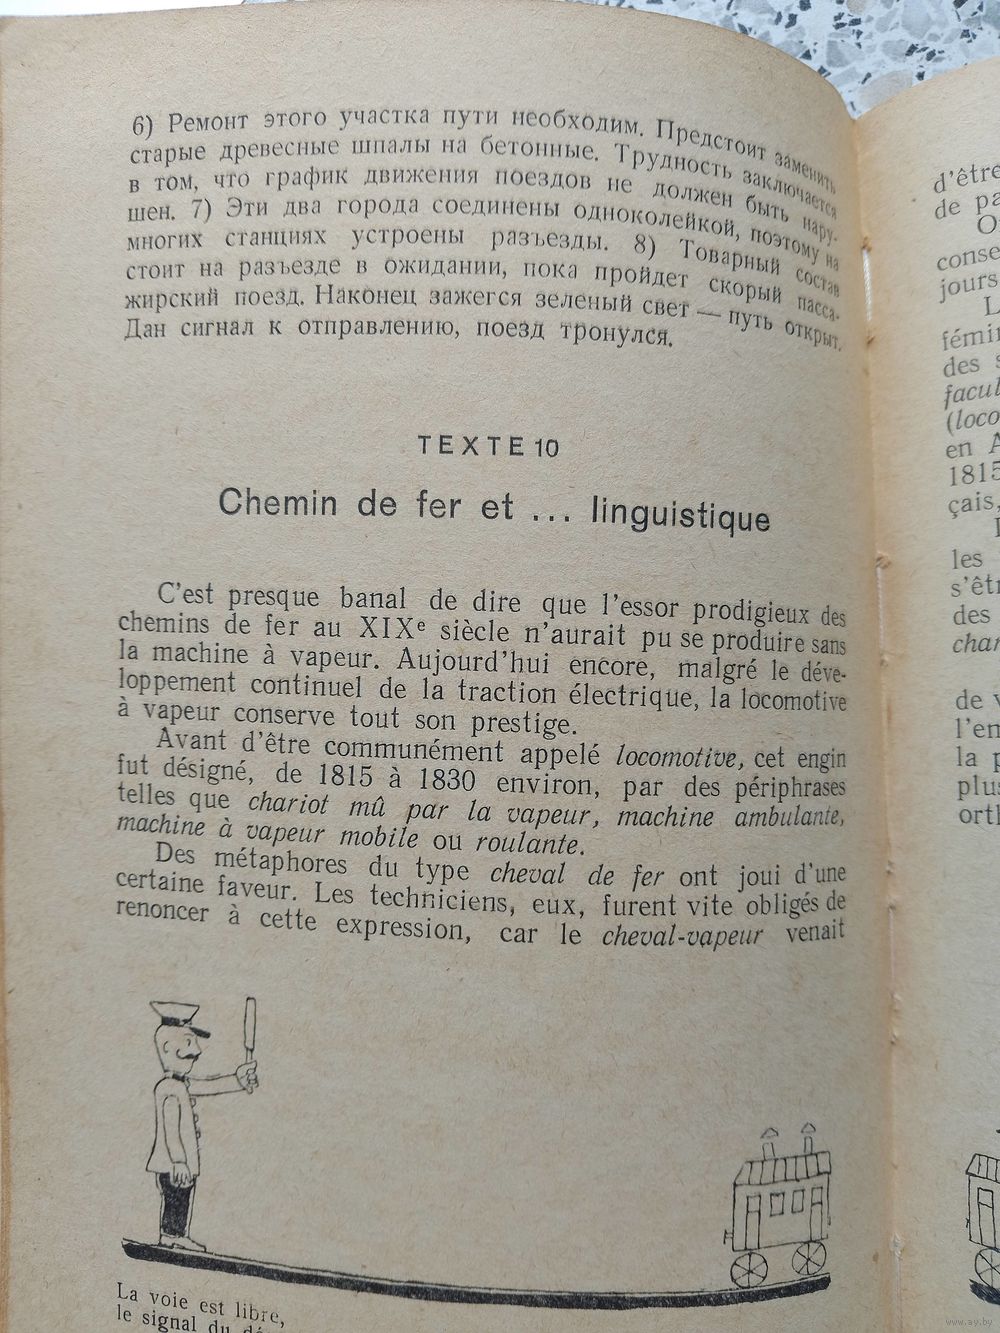 6) Ремонт этого участка пути необходим. Предстоит заменить
старые древесные шпалы на бетонные. Трудность заключается
в том, что график движения поездов не должен быть нару-
шен. 7) Эти два города соединены одноколейкой, поэтому на
многих станциях устроены разъезды. 8) Товарный состав
стоит на разъезде в ожидании, пока пройдет скорый пасса-
жирский поезд. Наконец зажегся зеленый свет — путь открыт.
Дан сигнал к отправлению, поезд тронулся.
TEXTE 10
Chemin de fer et ... linguistique
C'est presque banal de dire que l'essor prodigieux des
chemins de fer au XIXe siècle n'aurait pu se produire sans
la machine à vapeur. Aujourd'hui encore, malgré le déve-
loppement continuel de la traction électrique, la locomotive
à vapeur conserve tout son prestige.
Avant d'être communément appelé locomotive, cet engin
fut désigné, de 1815 à 1830 environ, par des périphrases
telles que chariot mû par la vapeur, machine ambulante,
machine à vapeur mobile ou roulante.
Des métaphores du type cheval de fer ont joui d'une
certaine faveur. Les techniciens, eux, furent vite obligés de
renoncer à cette expression, car le cheval-vapeur venait
La voie est libre,
le signal du
d'être
de
conse
jours
fémin
des
facul
(loco
en A
1815
çais,
les
s'êt
des
char
de v
l'en
la p
plus
orth
www.ay.by